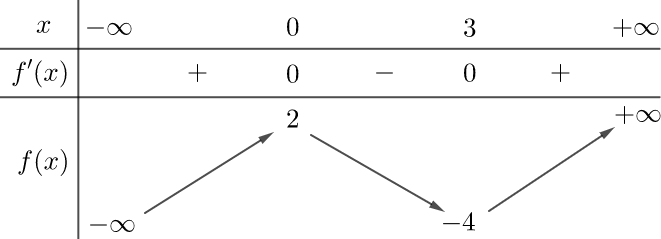 x −∞ 0 3 +∞
f′(x) + 0 − 0 +
2 +∞
f(x)
−∞ −4